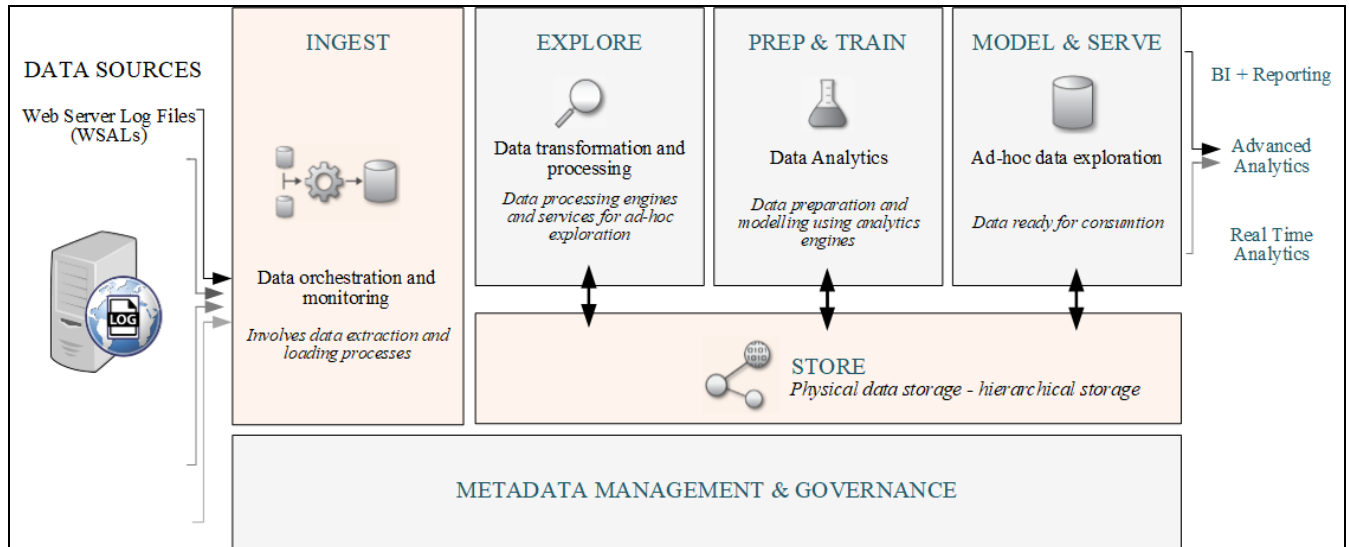 DATA SOURCES
Web Server Log Files
(WSALs)
LOG
INGEST
Data orchestration and
monitoring
Involves data extraction and
loading processes
EXPLORE
Data transformation and
processing
Data processing engines
and services for ad-hoc
exploration
PREP & TRAIN
Data Analytics
Data preparation and
modelling using analytics
engines
MODEL & SERVE
Ad-hoc data exploration
Data ready for consumtion
BI + Reporting
Advanced
Analytics
Real Time
Analytics
0101
1010
STORE
Physical data storage - hierarchical storage
METADATA MANAGEMENT & GOVERNANCE